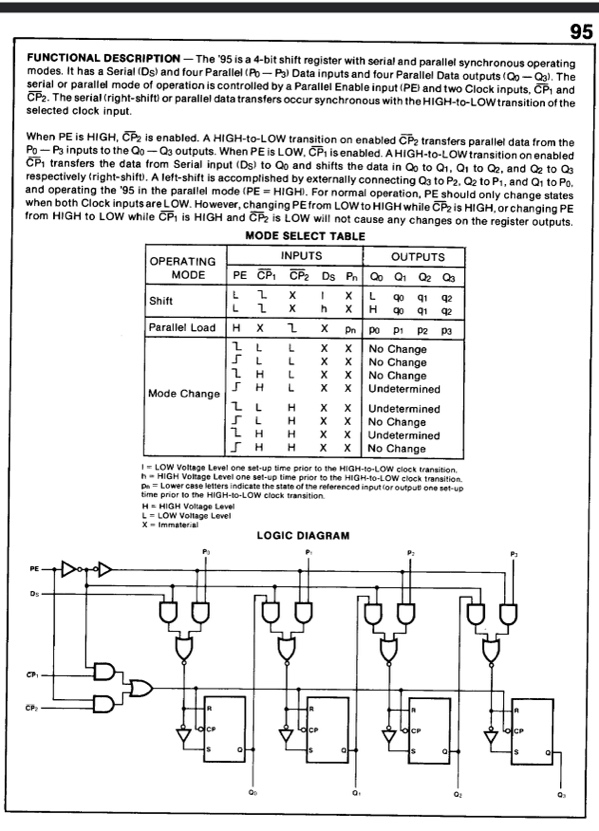 95
FUNCTIONAL DESCRIPTION — The '95 is a 4-bit shift register with serial and parallel synchronous operating
modes. It has a Serial (DS) and four Parallel (P0 — P3) Data inputs and four Parallel Data outputs (Q0 — Q3). The
serial or parallel mode of operation is controlled by a Parallel Enable input (PE) and two Clock inputs, C̅P̅1 and
C̅P̅2. The serial (right-shift) or parallel data transfers occur synchronous with the HIGH-to-LOW transition of the
selected clock input.
When PE is HIGH, C̅P̅2 is enabled. A HIGH-to-LOW transition on enabled C̅P̅2 transfers parallel data from the
P0 — P3 inputs to the Q0 — Q3 outputs. When PE is LOW, C̅P̅1 is enabled. A HIGH-to-LOW transition on enabled
C̅P̅1 transfers the data from Serial input (DS) to Q0 and shifts the data in Q0 to Q1, Q1 to Q2, and Q2 to Q3
respectively (right-shift). A left-shift is accomplished by externally connecting Q3 to P2, Q2 to P1, and Q1 to P0,
and operating the '95 in the parallel mode (PE = HIGH). For normal operation, PE should only change states
when both Clock inputs are LOW. However, changing PE from LOW to HIGH while C̅P̅2 is HIGH, or changing PE
from HIGH to LOW while C̅P̅1 is HIGH and C̅P̅2 is LOW will not cause any changes on the register outputs.
MODE SELECT TABLE
OPERATING MODE INPUTS OUTPUTS
PE C̅P̅1 C̅P̅2 DS Pn Q0 Q1 Q2 Q3
Shift
L ʅ X l X L q0 q1 q2
L ʅ X h X H q0 q1 q2
Parallel Load H X ʅ X pn p0 p1 p2 p3
Mode Change
ʅ L L X X No Change
ʃ L L X X No Change
ʅ H L X X No Change
ʃ H L X X Undetermined
ʅ L H X X Undetermined
ʃ L H X X No Change
ʅ H H X X Undetermined
ʃ H H X X No Change
l = LOW Voltage Level one set-up time prior to the HIGH-to-LOW clock transition.
h = HIGH Voltage Level one set-up time prior to the HIGH-to-LOW clock transition.
pn = Lower case letters indicate the state of the referenced input (or output) one set-up
time prior to the HIGH-to-LOW clock transition.
H = HIGH Voltage Level
L = LOW Voltage Level
X = Immaterial
LOGIC DIAGRAM
P0 P1 P2 P3
PE
DS
CP1
CP2
R R R R
CP CP CP CP
S Q S Q S Q S Q
Q0 Q1 Q2 Q3